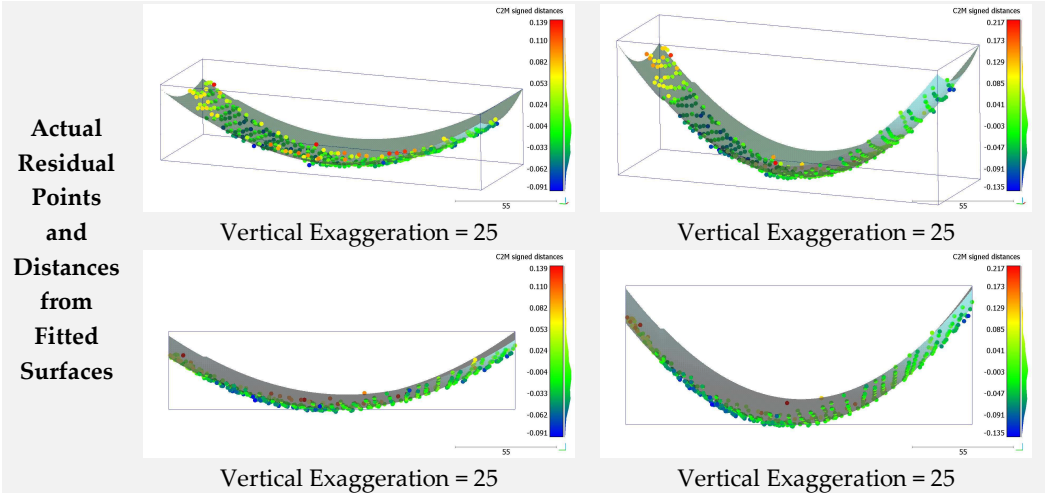 Actual
Residual
Points
and
Distances
from
Fitted
Surfaces
C2M signed distances
0.139
0.110
0.082
0.053
0.024
-0.004
-0.033
-0.062
-0.091
55
Vertical Exaggeration = 25
C2M signed distances
0.217
0.173
0.129
0.085
0.041
-0.003
-0.047
-0.091
-0.135
55
Vertical Exaggeration = 25
C2M signed distances
0.139
0.110
0.082
0.053
0.024
-0.004
-0.033
-0.062
-0.091
55
Vertical Exaggeration = 25
C2M signed distances
0.217
0.173
0.129
0.085
0.041
-0.003
-0.047
-0.091
-0.135
55
Vertical Exaggeration = 25